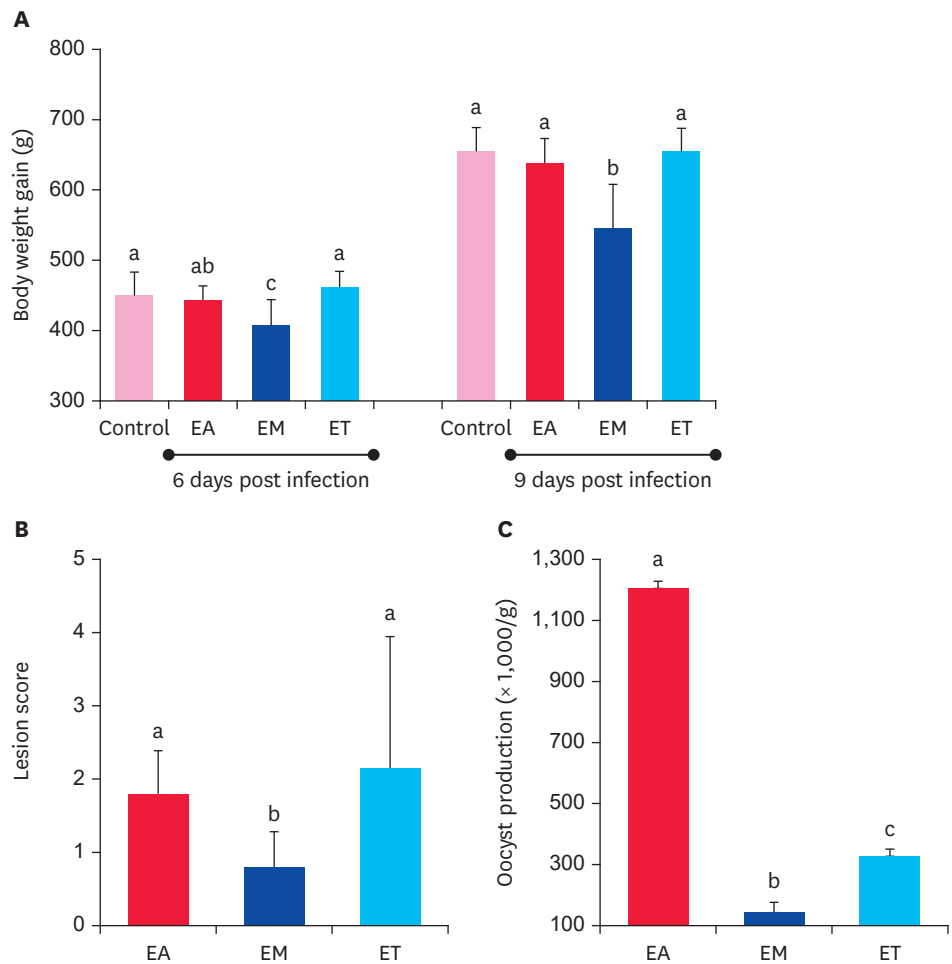 A
800
700
600
500
400
300
Body weight gain (g)
a
ab
c
a
a
a
b
a
Control EA EM ET Control EA EM ET
6 days post infection 9 days post infection
B
5
4
3
2
1
0
Lesion score
a
b
a
EA EM ET
C
1,300
1,100
900
700
500
300
100
Oocyst production (× 1,000/g)
a
b
c
EA EM ET